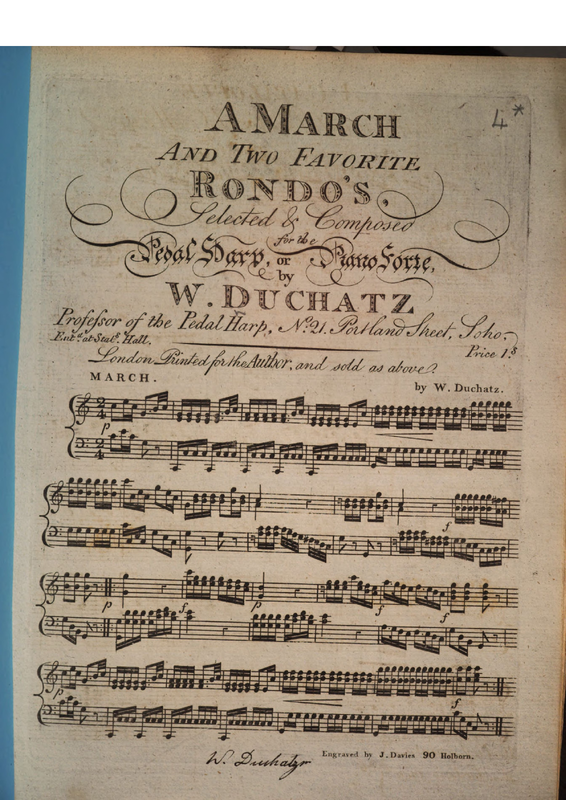 4*
A MARCH
AND TWO FAVORITE
RONDO'S,
Selected & Composed
for the
Pedal Harp, or Piano Forte,
by
W. DUCHATZ
Profeſsor of the Pedal Harp, No. 21. Portland Street, Soho.
Ent.d at Stat.s Hall. Price 1.s
London Printed for the Author, and sold as above.
MARCH.
by W. Duchatz.
p
f
f f f
p p
p f
W. Duchatz
Engraved by J. Davies 90 Holborn.